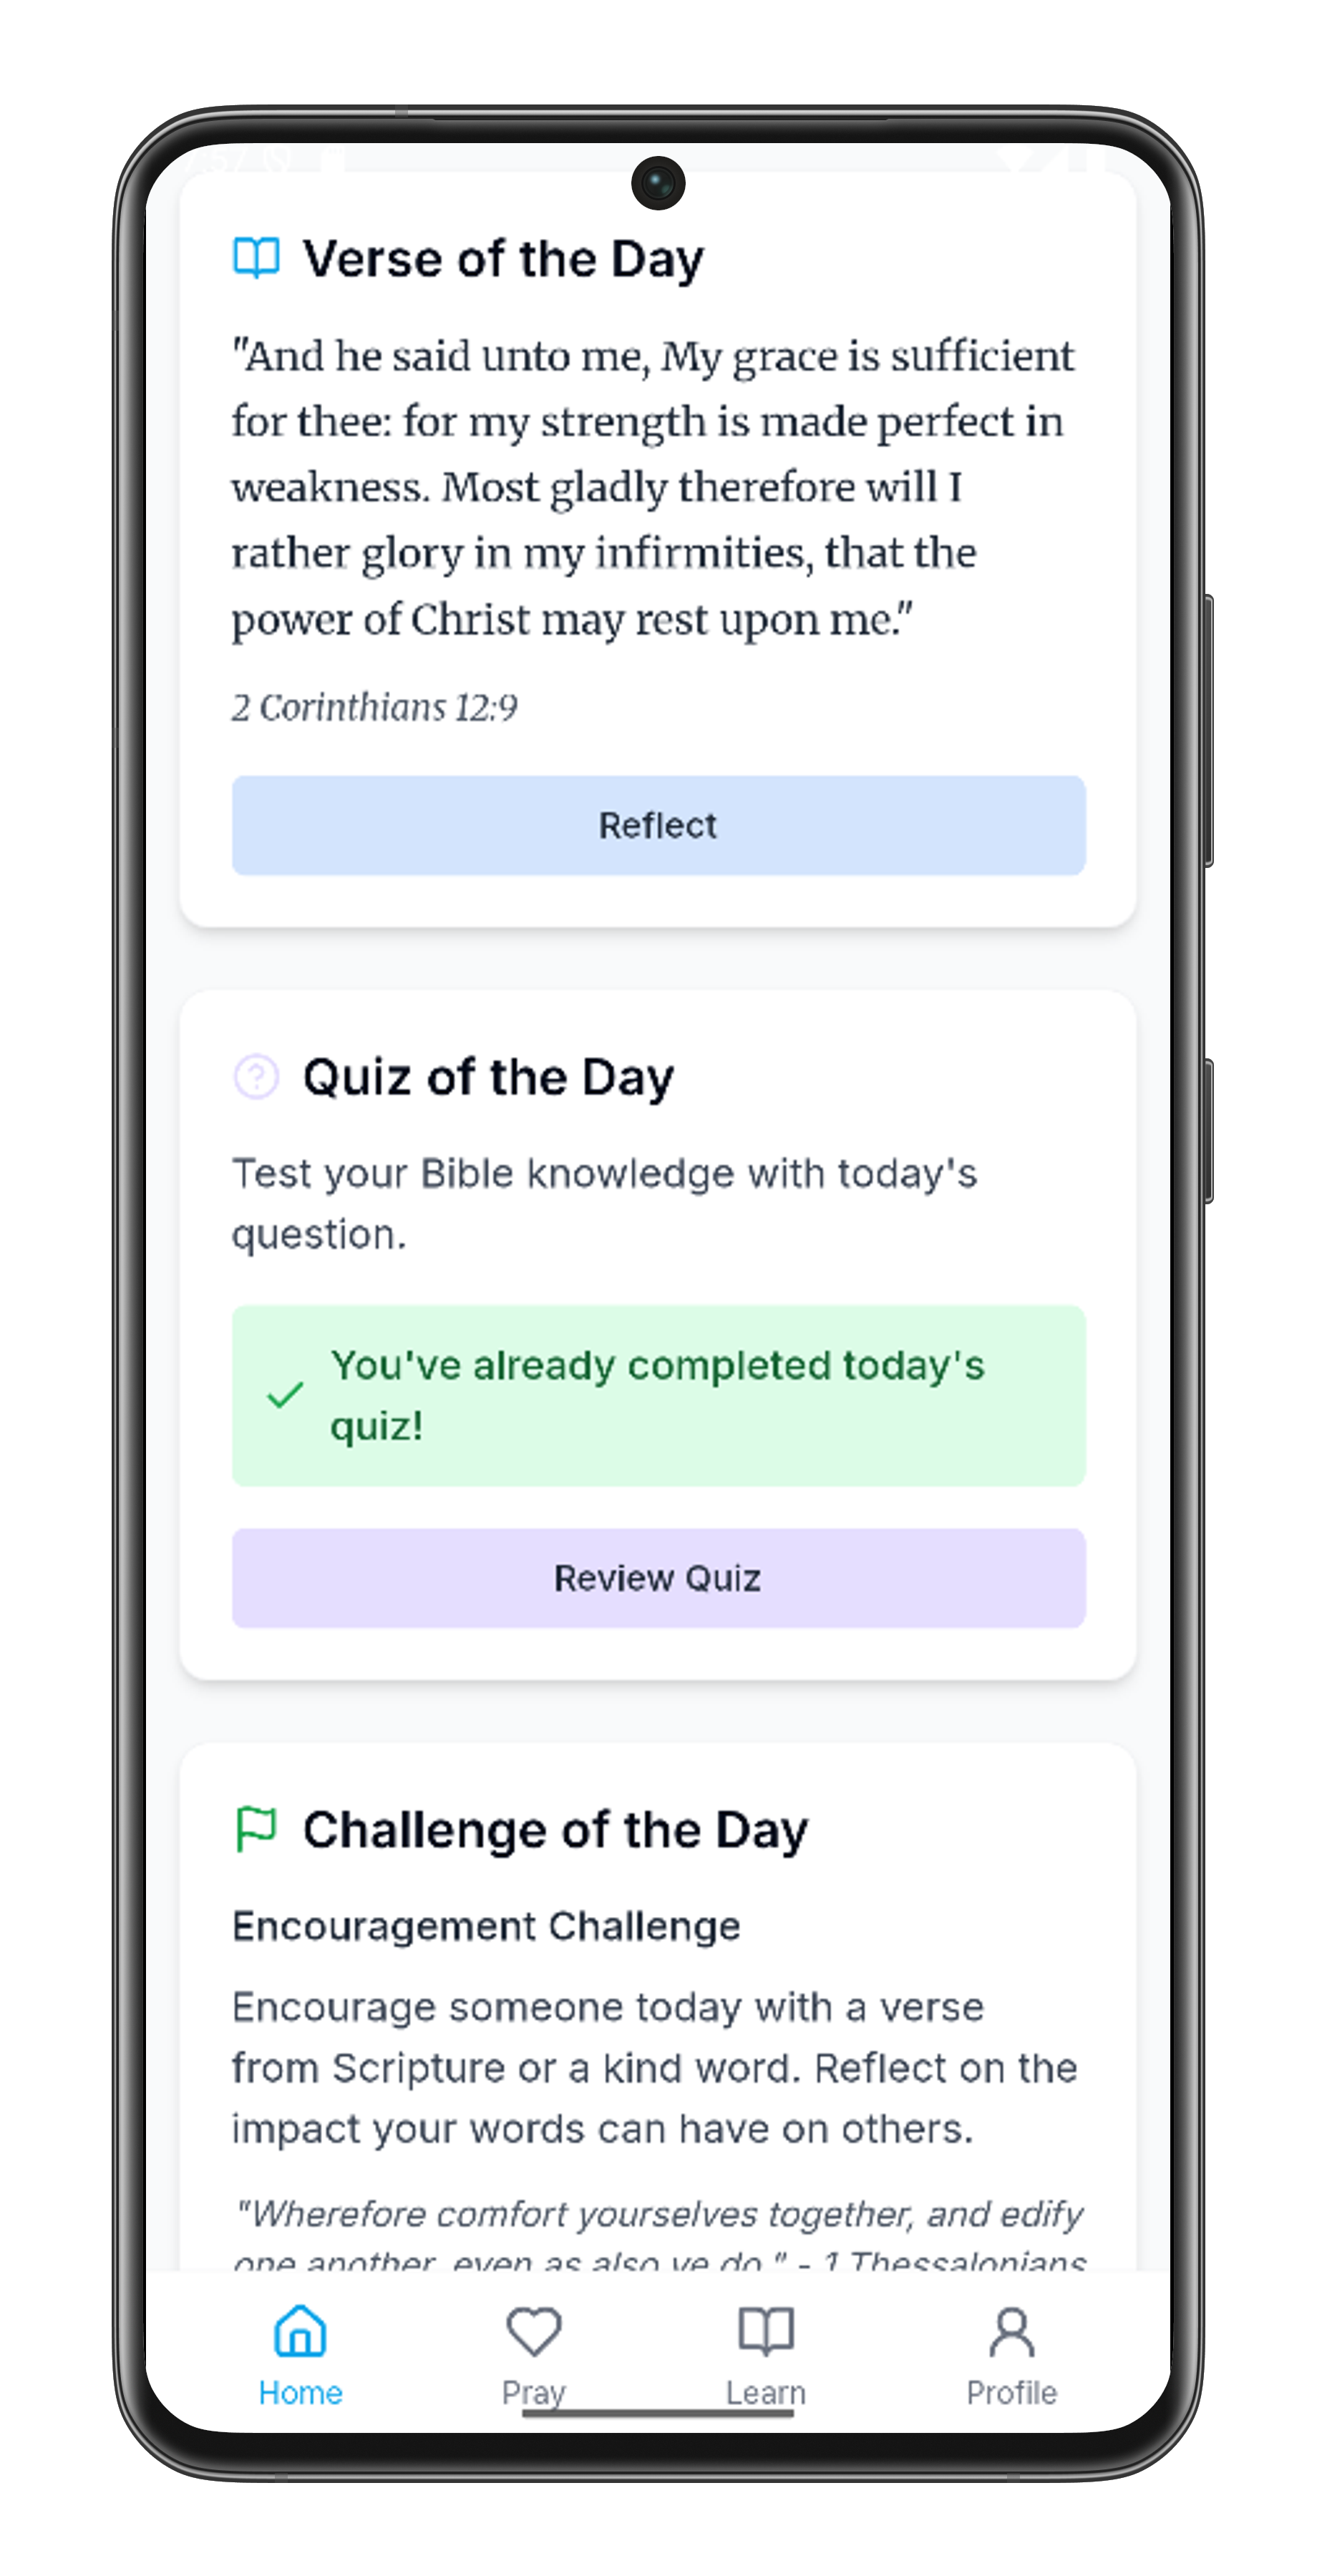 Verse of the Day
"And he said unto me, My grace is sufficient
for thee: for my strength is made perfect in
weakness. Most gladly therefore will I
rather glory in my infirmities, that the
power of Christ may rest upon me."
2 Corinthians 12:9
Reflect
Quiz of the Day
Test your Bible knowledge with today's
question.
You've already completed today's
quiz!
Review Quiz
Challenge of the Day
Encouragement Challenge
Encourage someone today with a verse
from Scripture or a kind word. Reflect on the
impact your words can have on others.
"Wherefore comfort yourselves together, and edify
one another, even as also ye do." - 1 Thessalonians
Home
Pray
Learn
Profile